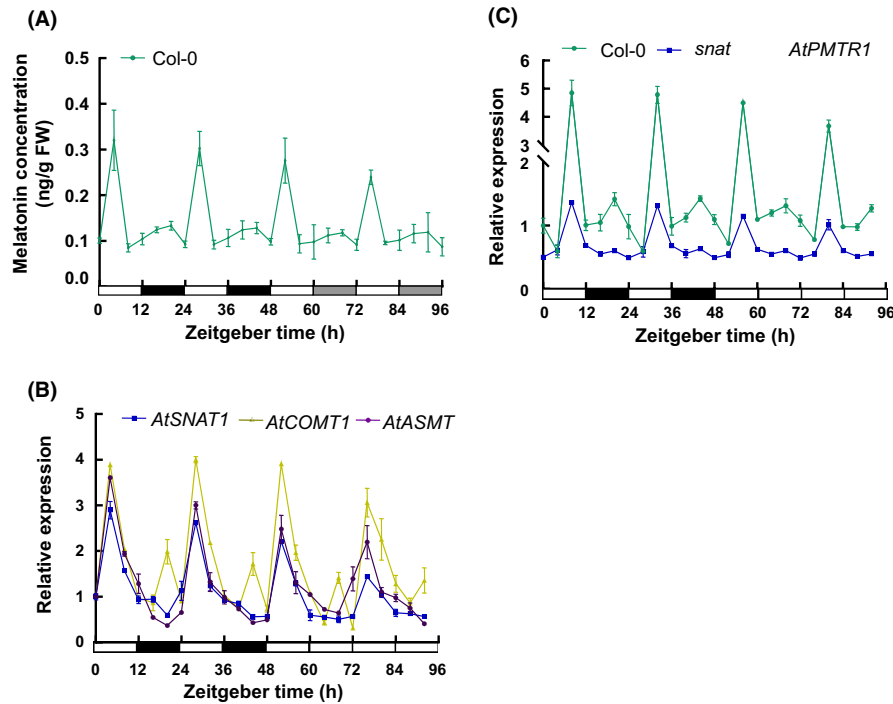 (A)
Col-0
Melatonin concentration
(ng/g FW)
0.5
0.4
0.3
0.2
0.1
0.0
0 12 24 36 48 60 72 84 96
Zeitgeber time (h)
(C)
Col-0 snat AtPMTR1
Relative expression
6
5
4
3
2
1
0
0 12 24 36 48 60 72 84 96
Zeitgeber time (h)
(B)
AtSNAT1 AtCOMT1 AtASMT
Relative expression
5
4
3
2
1
0
0 12 24 36 48 60 72 84 96
Zeitgeber time (h)